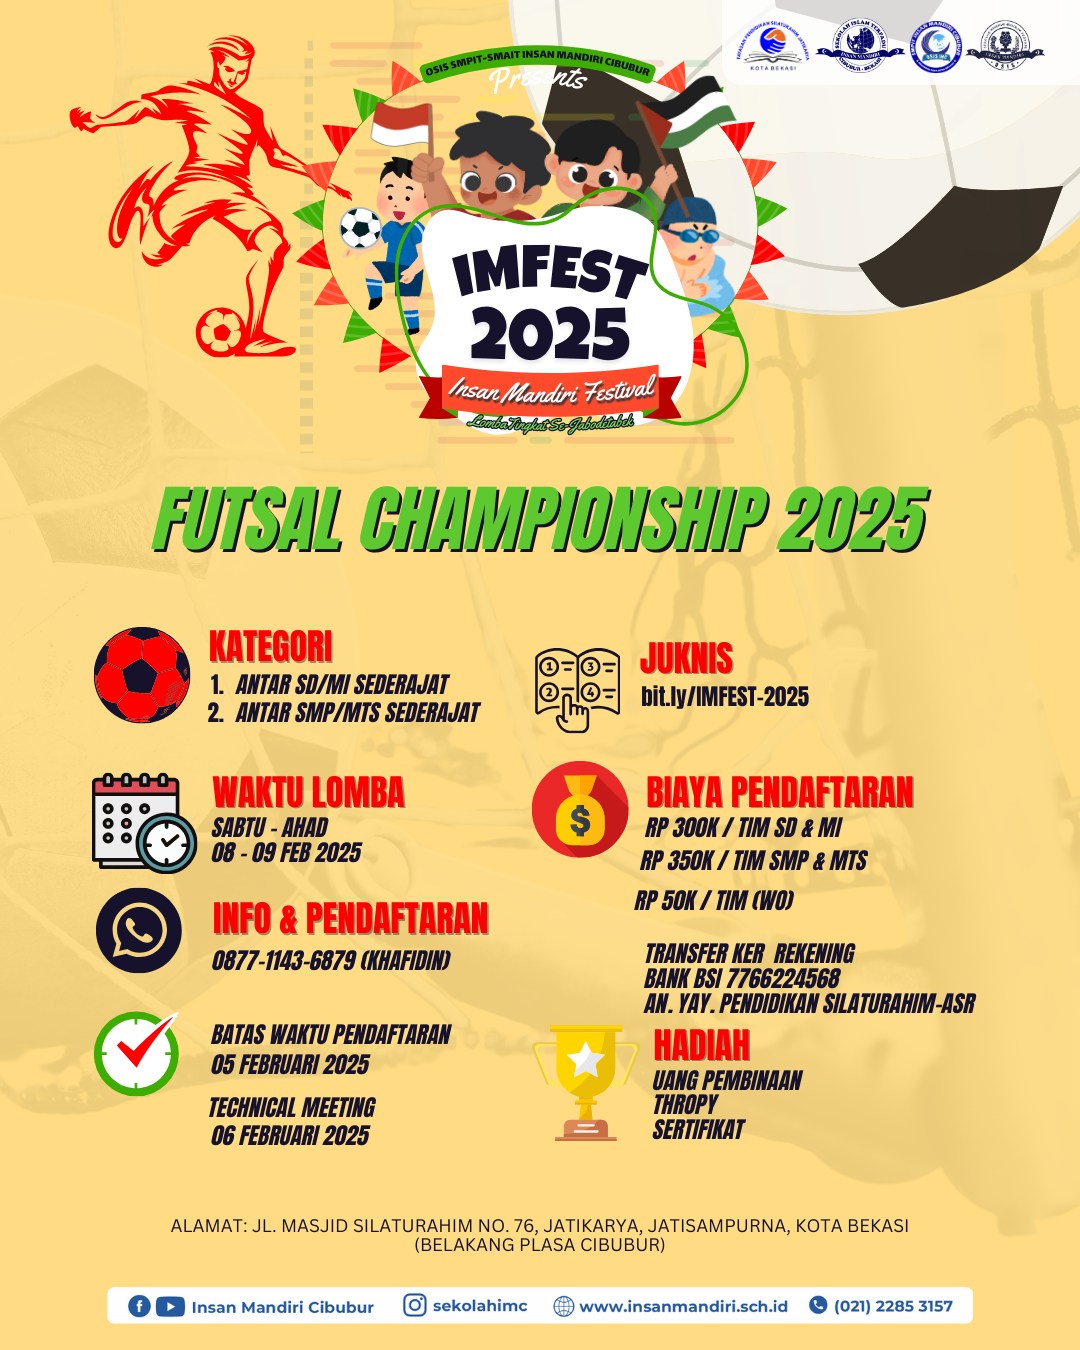 OSIS SMPIT-SMAIT INSAN MANDIRI CIBUBUR
Presents
KOTA BEKASI
IMFEST
2025
Insan Mandiri Festival
Lomba Tingkat Se-Jabodetabek
FUTSAL CHAMPIONSHIP 2025
KATEGORI
1. ANTAR SD/MI SEDERAJAT
2. ANTAR SMP/MTS SEDERAJAT
JUKNIS
bit.ly/IMFEST-2025
WAKTU LOMBA
SABTU - AHAD
08 - 09 FEB 2025
BIAYA PENDAFTARAN
RP 300K / TIM SD & MI
RP 350K / TIM SMP & MTS
RP 50K / TIM (WO)
INFO & PENDAFTARAN
0877-1143-6879 (KHAFIDIN)
TRANSFER KER REKENING
BANK BSI 7766224568
AN. YAY. PENDIDIKAN SILATURAHIM-ASR
BATAS WAKTU PENDAFTARAN
05 FEBRUARI 2025
TECHNICAL MEETING
06 FEBRUARI 2025
HADIAH
UANG PEMBINAAN
THROPY
SERTIFIKAT
ALAMAT: JL. MASJID SILATURAHIM NO. 76, JATIKARYA, JATISAMPURNA, KOTA BEKASI
(BELAKANG PLASA CIBUBUR)
Insan Mandiri Cibubur sekolahimc www.insanmandiri.sch.id (021) 2285 3157